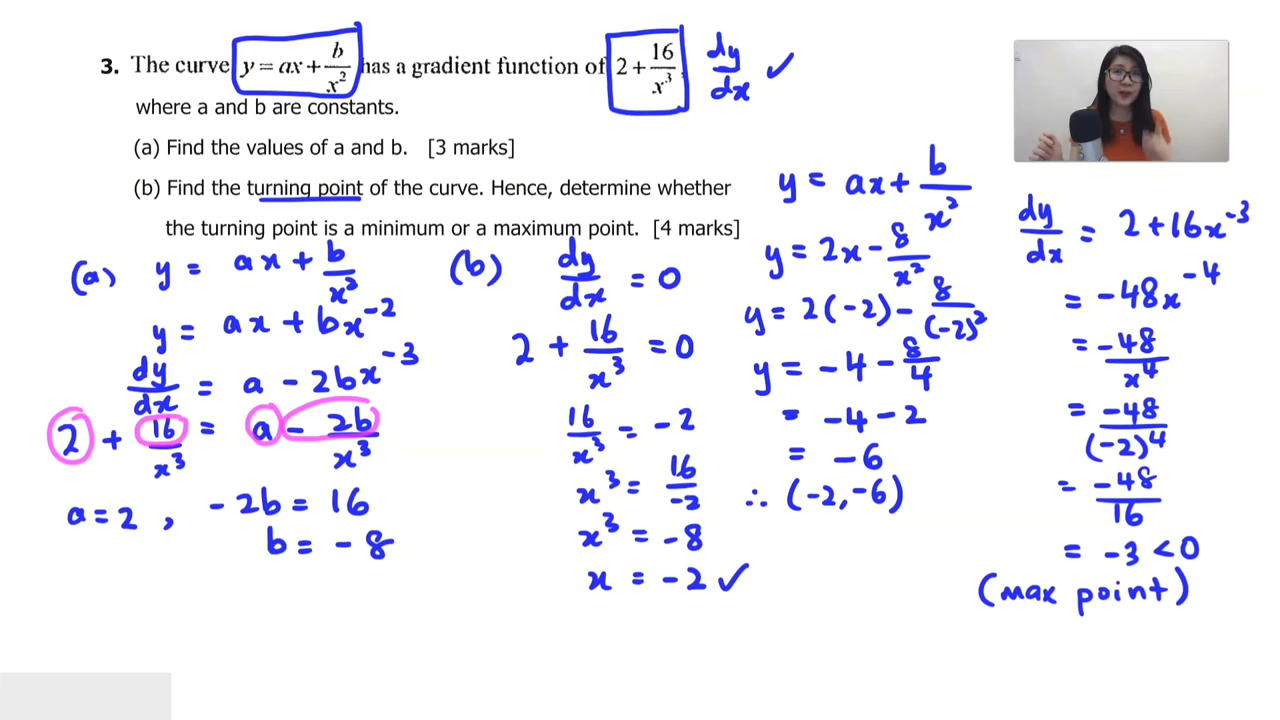 3. The curve y = ax + b/x² has a gradient function of 2 + 16/x³ dy/dx ✓
where a and b are constants.
(a) Find the values of a and b. [3 marks]
(b) Find the turning point of the curve. Hence, determine whether
the turning point is a minimum or a maximum point. [4 marks]
(a) y = ax + b/x²
y = ax + bx⁻²
dy/dx = a - 2bx⁻³
2 + 16/x³ = a - 2b/x³
a = 2, -2b = 16
b = -8
(b) dy/dx = 0
2 + 16/x³ = 0
16/x³ = -2
x³ = 16/-2
x³ = -8
x = -2 ✓
y = ax + b/x²
y = 2x - 8/x²
y = 2(-2) - 8/(-2)²
y = -4 - 8/4
= -4 - 2
= -6
∴ (-2, -6)
dy/dx = 2 + 16x⁻³
= -48x⁻⁴
= -48/x⁴
= -48/(-2)⁴
= -48/16
= -3 < 0
(max point)